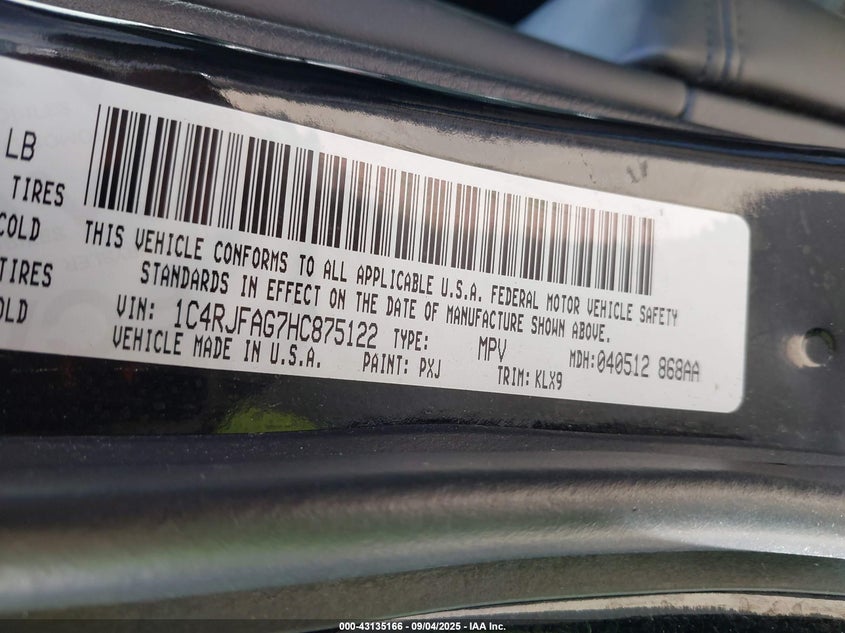 LB
TIRES
COLD
TIRES
OLD
THIS VEHICLE CONFORMS TO ALL APPLICABLE U.S.A. FEDERAL MOTOR VEHICLE SAFETY
STANDARDS IN EFFECT ON THE DATE OF MANUFACTURE SHOWN ABOVE.
VIN: 1C4RJFAG7HC875122 TYPE: MPV MDH:040512 868AA
VEHICLE MADE IN U.S.A. PAINT: PXJ TRIM: KLX9
000-43135166 - 09/04/2025 - IAA Inc.